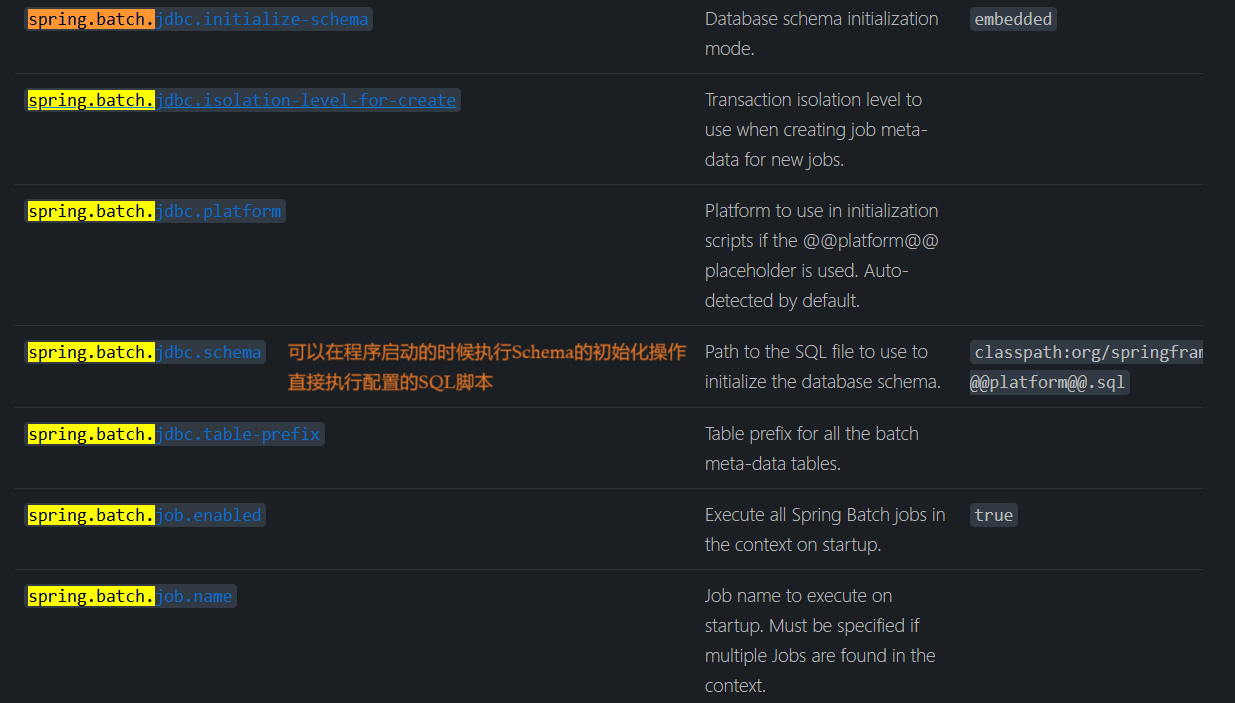 spring.batch.jdbc.initialize-schema Database schema initialization embedded
mode.
spring.batch.jdbc.isolation-level-for-create Transaction isolation level to
use when creating job meta-
data for new jobs.
spring.batch.jdbc.platform Platform to use in initialization
scripts if the @@platform@@
placeholder is used. Auto-
detected by default.
spring.batch.jdbc.schema 可以在程序启动的时候执行Schema的初始化操作 Path to the SQL file to use to classpath:org/springfram
直接执行配置的SQL脚本 initialize the database schema. @@platform@@.sql
spring.batch.jdbc.table-prefix Table prefix for all the batch
meta-data tables.
spring.batch.job.enabled Execute all Spring Batch jobs in true
the context on startup.
spring.batch.job.name Job name to execute on
startup. Must be specified if
multiple Jobs are found in the
context.